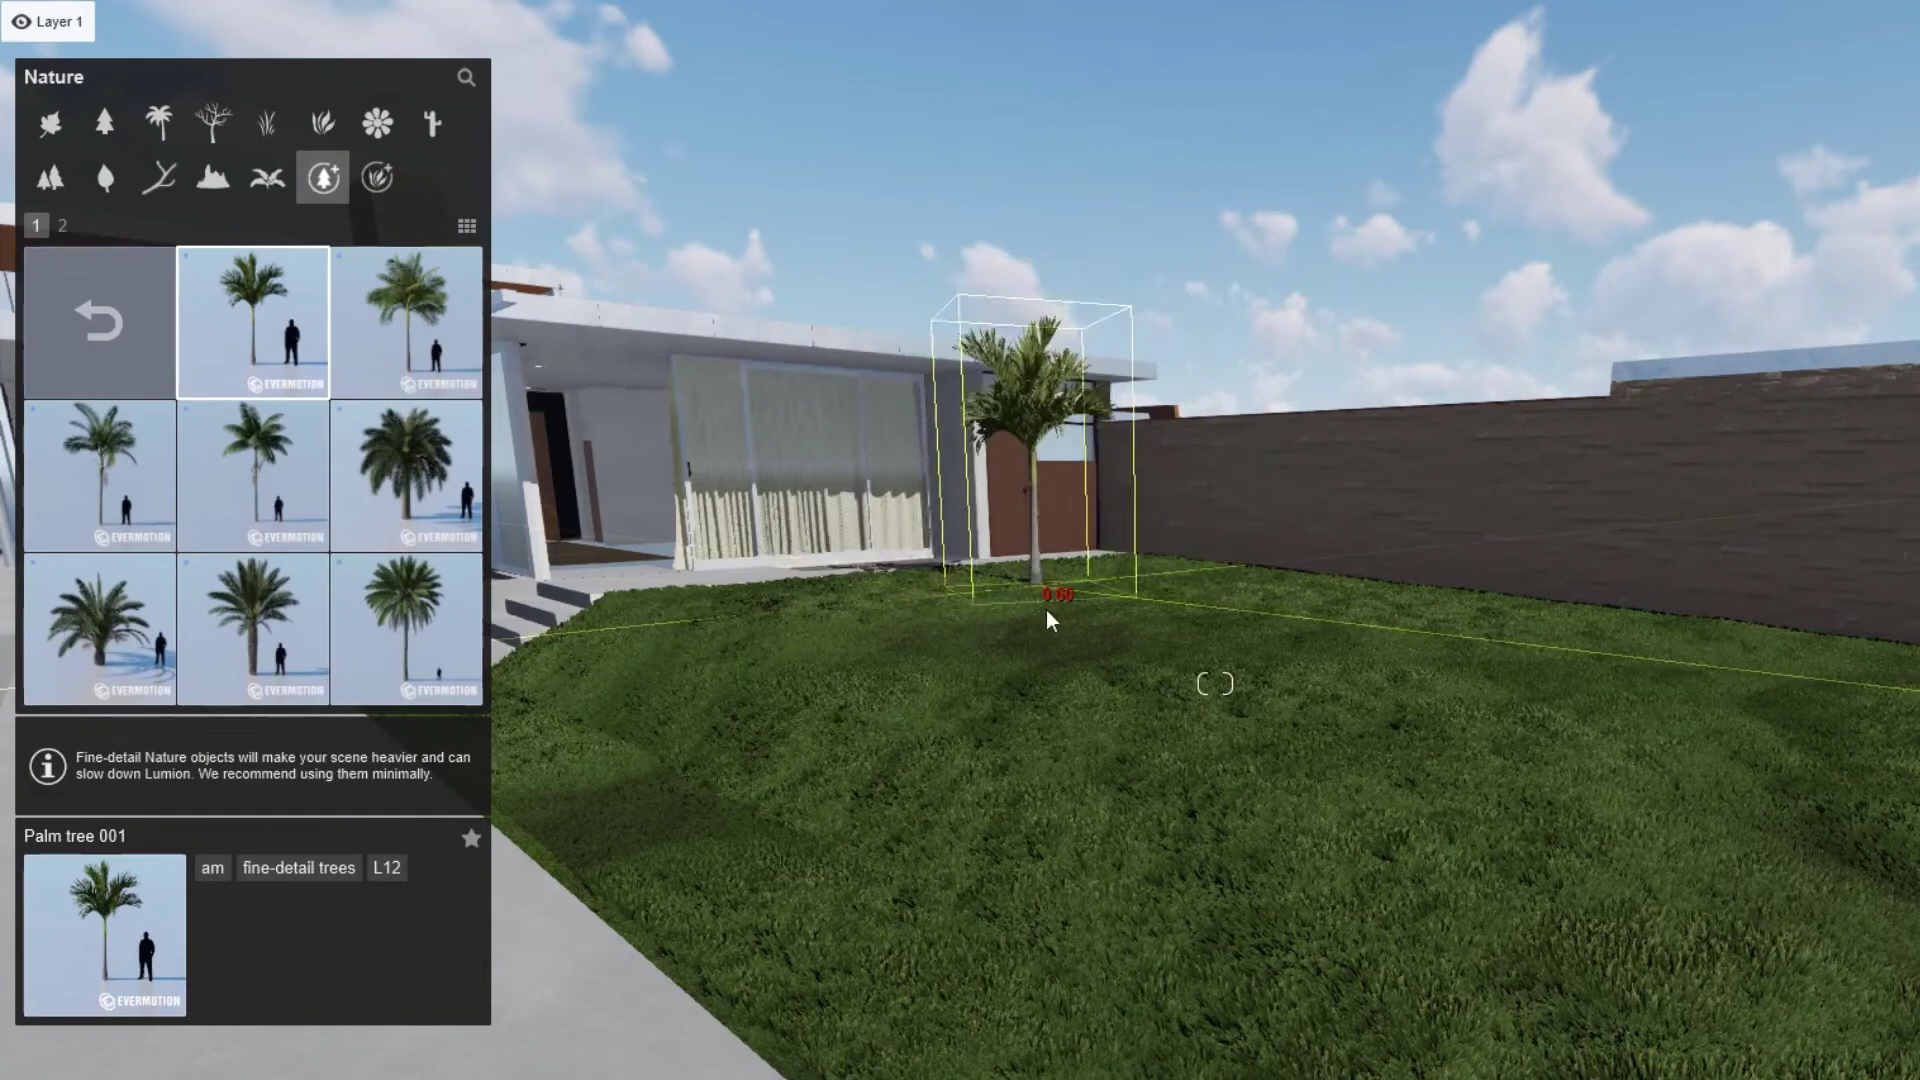 Layer 1
Nature
1 2
EVERMOTION
EVERMOTION
EVERMOTION
EVERMOTION
EVERMOTION
EVERMOTION
EVERMOTION
EVERMOTION
Fine-detail Nature objects will make your scene heavier and can
slow down Lumion. We recommend using them minimally.
Palm tree 001
am fine-detail trees L12
EVERMOTION